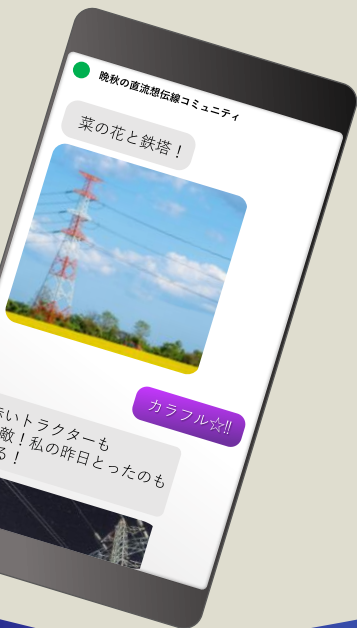 晩秋の直流想伝線コミュニティ
菜の花と鉄塔！
カラフル☆!!
いトラクターも
敵！私の昨日とったのも
る！